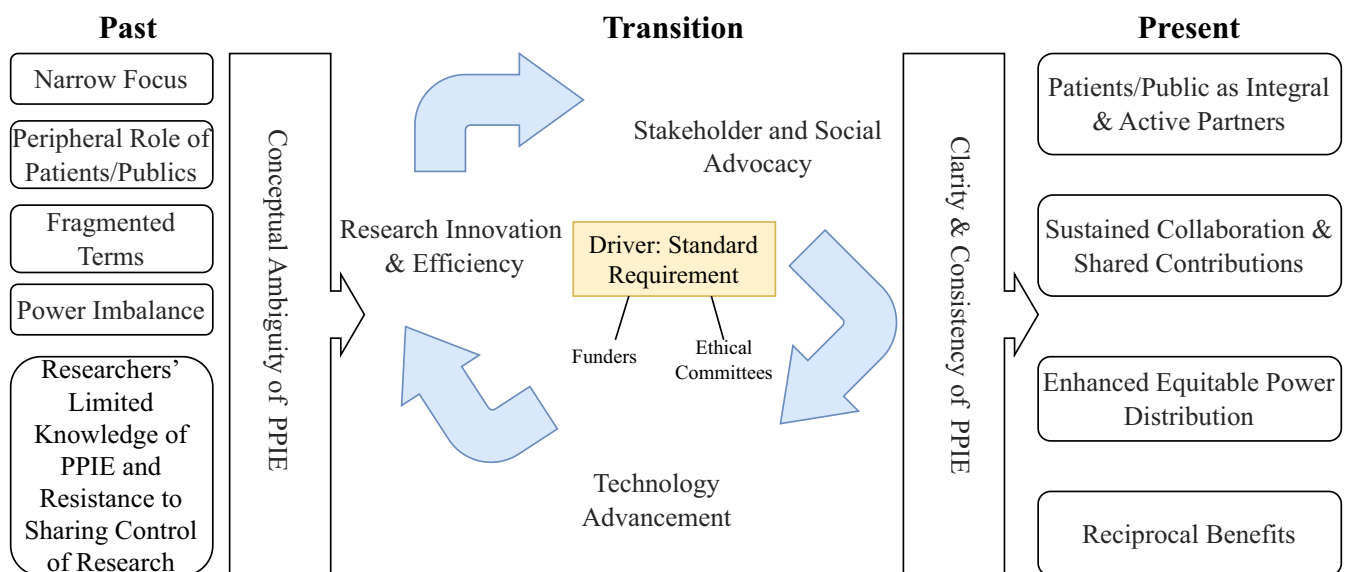 Past
Narrow Focus
Peripheral Role of
Patients/Publics
Fragmented
Terms
Power Imbalance
Researchers’
Limited
Knowledge of
PPIE and
Resistance to
Sharing Control
of Research
Conceptual Ambiguity of PPIE
Transition
Stakeholder and Social
Advocacy
Research Innovation
& Efficiency
Driver: Standard
Requirement
Funders
Ethical
Committees
Technology
Advancement
Clarity & Consistency of PPIE
Present
Patients/Public as Integral
& Active Partners
Sustained Collaboration &
Shared Contributions
Enhanced Equitable Power
Distribution
Reciprocal Benefits